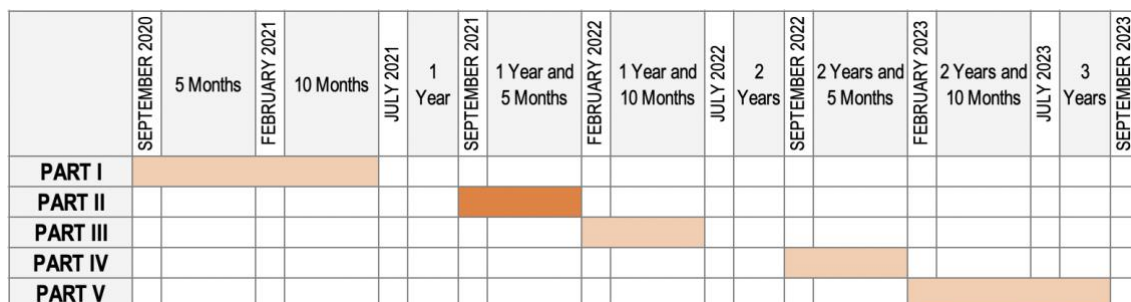 SEPTEMBER 2020
5 Months
FEBRUARY 2021
10 Months
JULY 2021
1
Year
SEPTEMBER 2021
1 Year and
5 Months
FEBRUARY 2022
1 Year and
10 Months
JULY 2022
2
Years
SEPTEMBER 2022
2 Years and
5 Months
FEBRUARY 2023
2 Years and
10 Months
JULY 2023
3
Years
SEPTEMBER 2023
PART I
PART II
PART III
PART IV
PART V